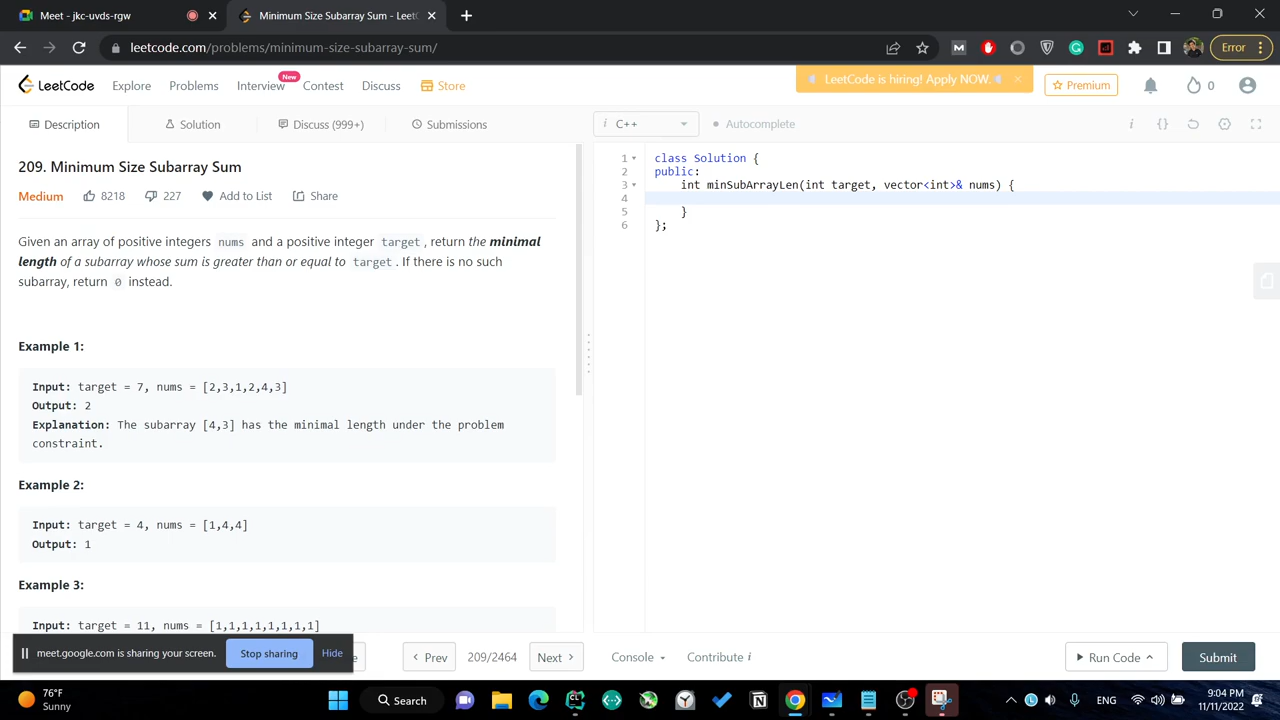 Meet - jkc-uvds-rgw
Minimum Size Subarray Sum - LeetC
leetcode.com/problems/minimum-size-subarray-sum/
Error
LeetCode
Explore
Problems
Interview
New
Contest
Discuss
Store
LeetCode is hiring! Apply NOW.
Premium
0
Description
Solution
Discuss (999+)
Submissions
C++
Autocomplete
209. Minimum Size Subarray Sum
Medium
8218
227
Add to List
Share
Given an array of positive integers nums and a positive integer target, return the minimal
length of a subarray whose sum is greater than or equal to target. If there is no such
subarray, return 0 instead.
Example 1:
Input: target = 7, nums = [2,3,1,2,4,3]
Output: 2
Explanation: The subarray [4,3] has the minimal length under the problem
constraint.
Example 2:
Input: target = 4, nums = [1,4,4]
Output: 1
Example 3:
Input: target = 11, nums = [1,1,1,1,1,1,1,1]
1 class Solution {
2 public:
3 int minSubArrayLen(int target, vector<int>& nums) {
4
5 }
6 };
meet.google.com is sharing your screen.
Stop sharing
Hide
Prev
209/2464
Next
Console
Contribute
Run Code
Submit
76°F
Sunny
Search
ENG
9:04 PM
11/11/2022